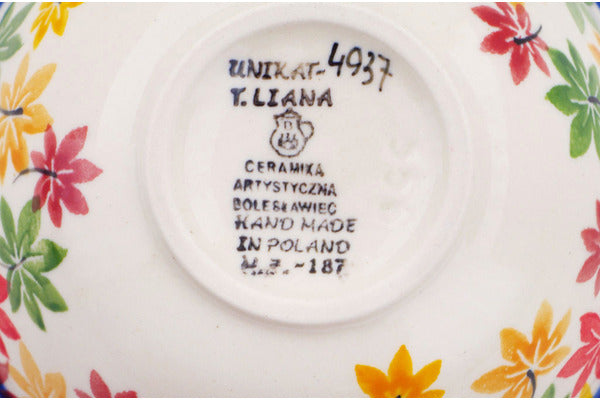 UNIKAT-4937
T. LIANA
CERAMIKA
ARTYSTYCZNA
BOLESŁAWIEC
HAND MADE
IN POLAND
-187